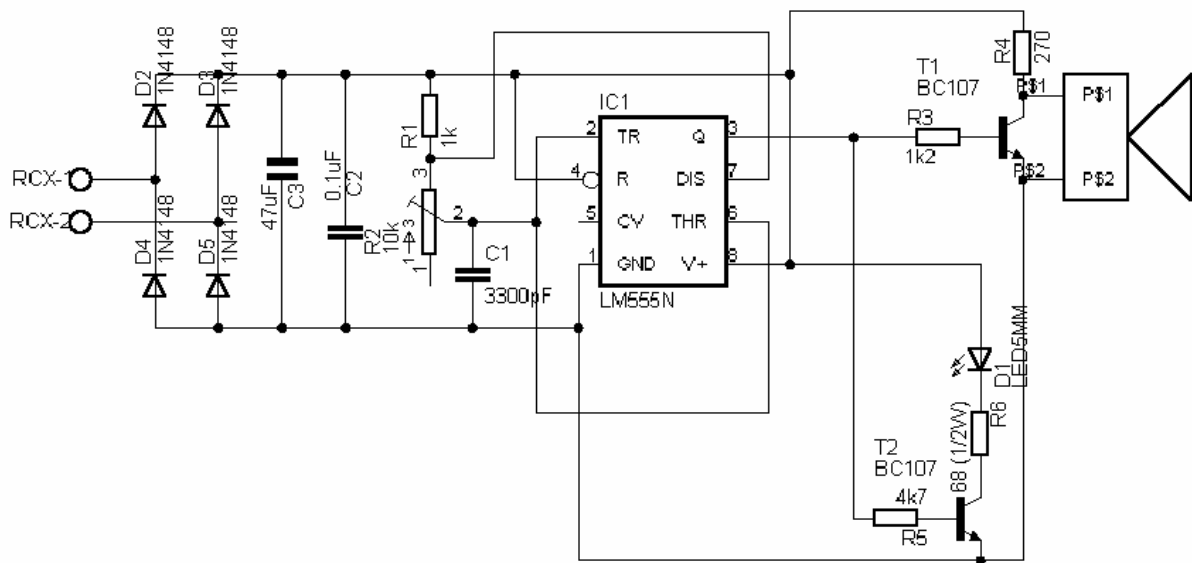 D2
1N4148
D3
1N4148
RCX-1
RCX-2
D4
1N4148
D5
1N4148
47uF
C3
0.1uF
C2
R1
1k
3
R2
10k
1
3
2
1
C1
3300pF
IC1
2
TR
Q
3
4
R
DIS
7
5
CV
THR
6
1
GND
V+
8
LM555N
R4
270
T1
BC107
P$1
P$1
R3
1k2
P$2
P$2
D1
LED5MM
R6
68 (1/2W)
T2
BC107
4k7
R5